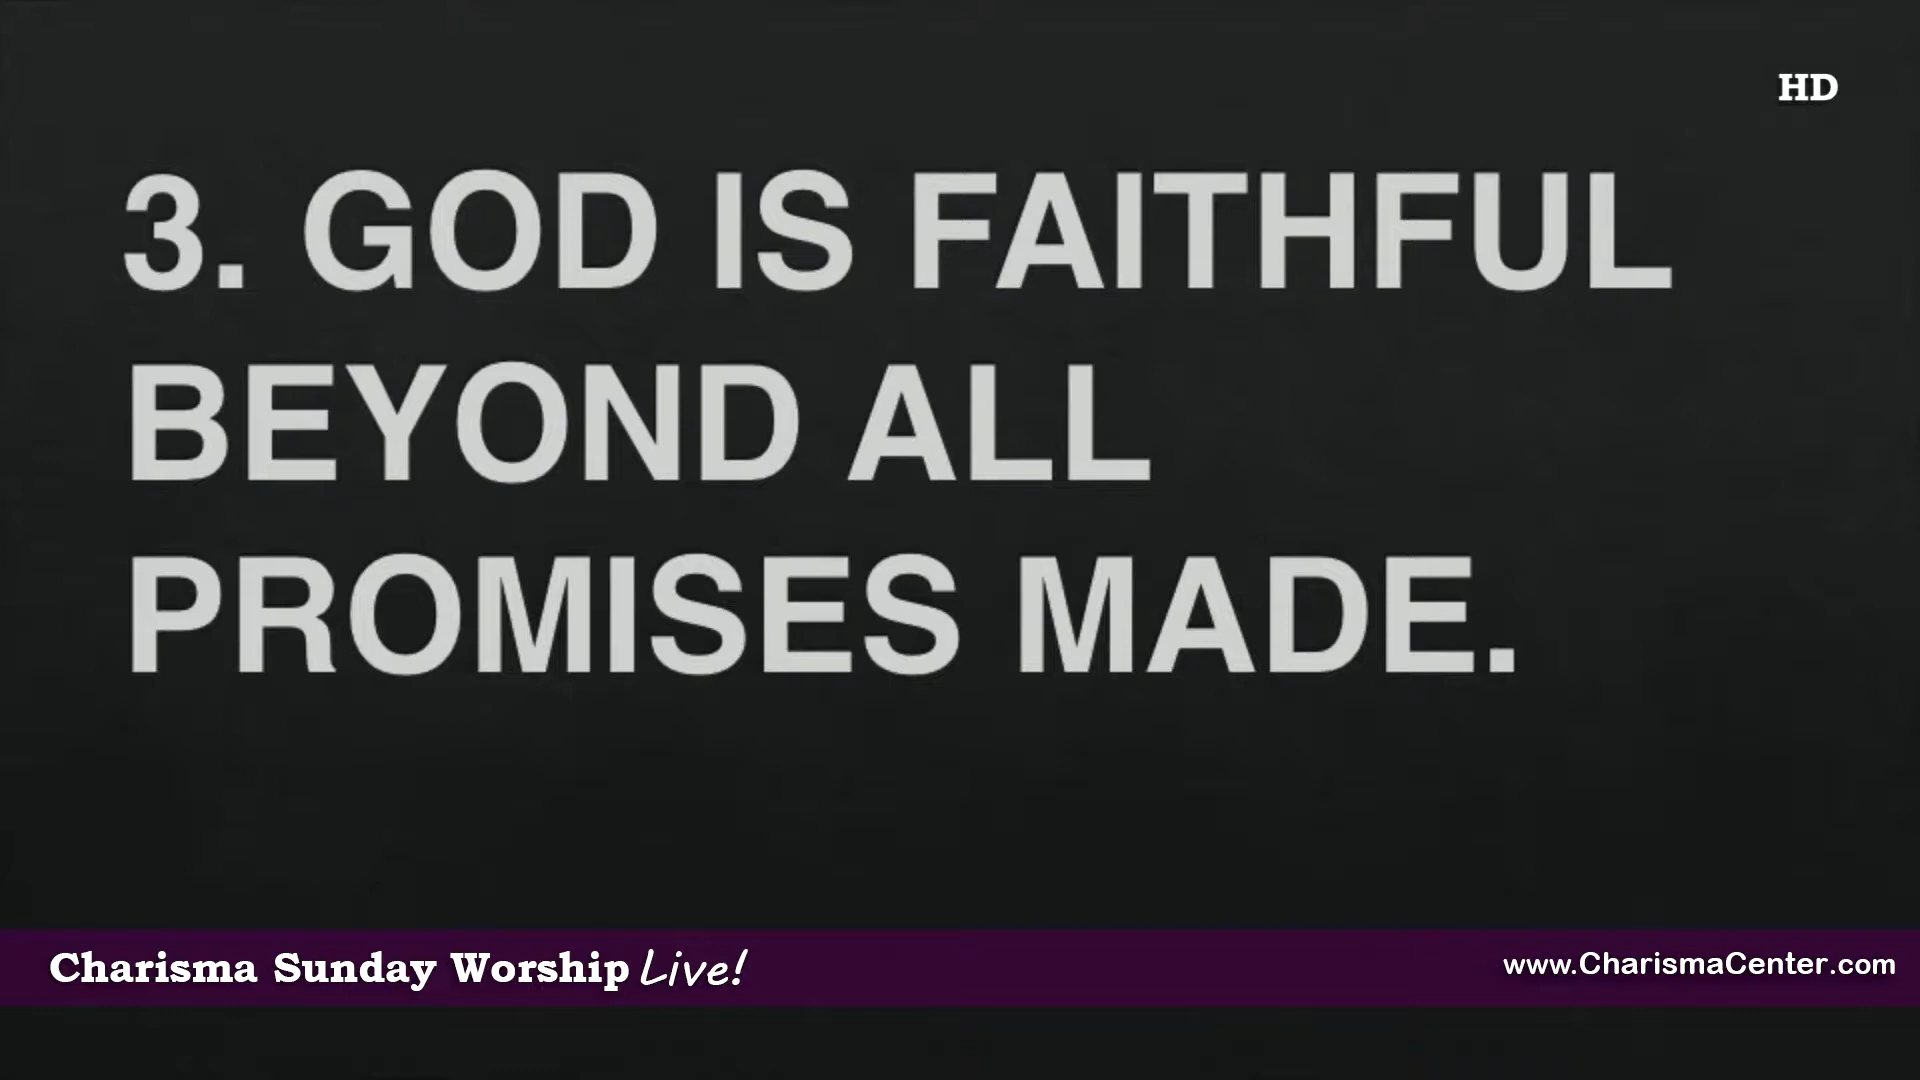 HD
3. GOD IS FAITHFUL
BEYOND ALL
PROMISES MADE.
Charisma Sunday Worship Live!
www.CharismaCenter.com